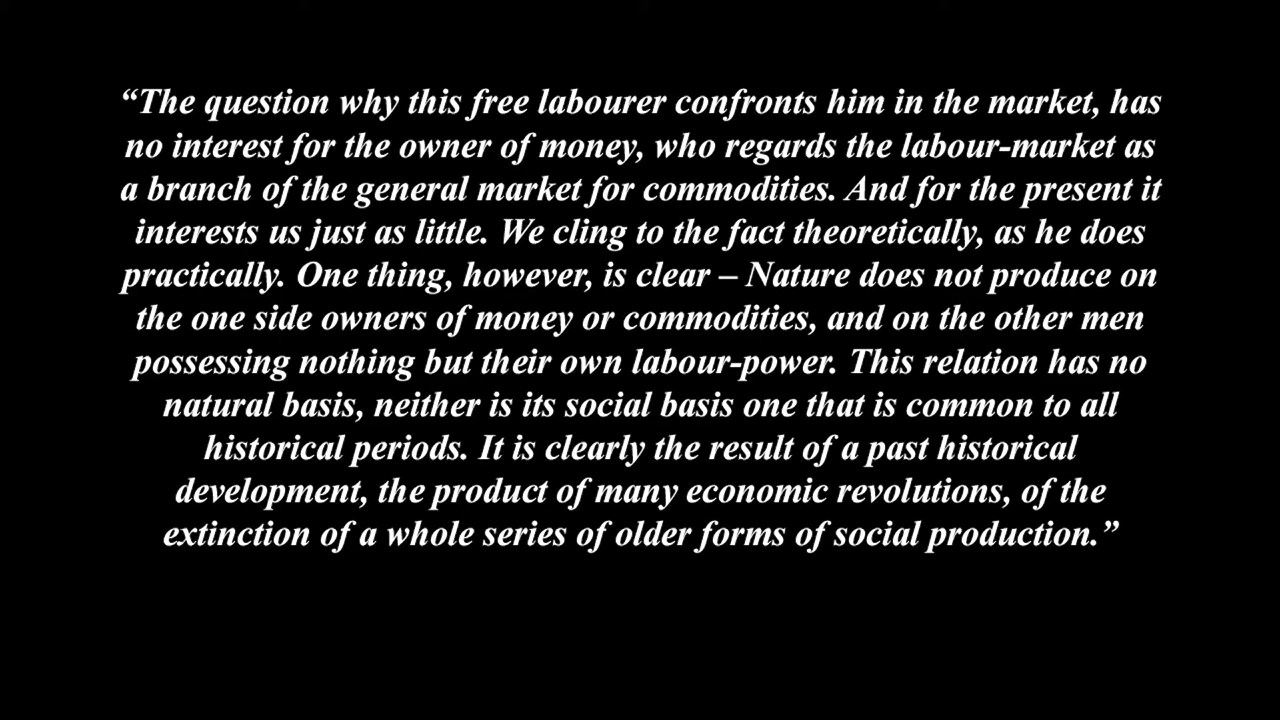 “The question why this free labourer confronts him in the market, has
no interest for the owner of money, who regards the labour-market as
a branch of the general market for commodities. And for the present it
interests us just as little. We cling to the fact theoretically, as he does
practically. One thing, however, is clear – Nature does not produce on
the one side owners of money or commodities, and on the other men
possessing nothing but their own labour-power. This relation has no
natural basis, neither is its social basis one that is common to all
historical periods. It is clearly the result of a past historical
development, the product of many economic revolutions, of the
extinction of a whole series of older forms of social production.”